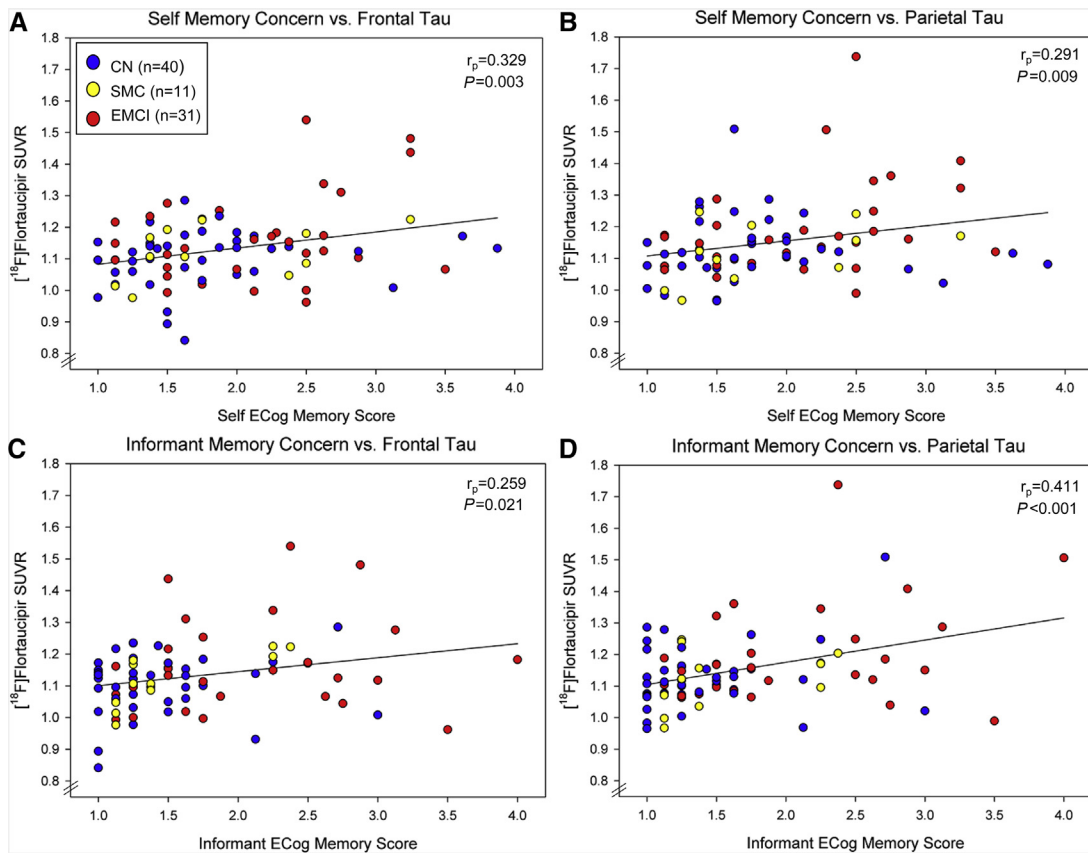 A
Self Memory Concern vs. Frontal Tau
rp=0.329
P=0.003
CN (n=40)
SMC (n=11)
EMCI (n=31)
[18F]Flortaucipir SUVR
1.8
1.7
1.6
1.5
1.4
1.3
1.2
1.1
1.0
0.9
0.8
1.0 1.5 2.0 2.5 3.0 3.5 4.0
Self ECog Memory Score
B
Self Memory Concern vs. Parietal Tau
rp=0.291
P=0.009
[18F]Flortaucipir SUVR
1.8
1.7
1.6
1.5
1.4
1.3
1.2
1.1
1.0
0.9
0.8
1.0 1.5 2.0 2.5 3.0 3.5 4.0
Self ECog Memory Score
C
Informant Memory Concern vs. Frontal Tau
rp=0.259
P=0.021
[18F]Flortaucipir SUVR
1.8
1.7
1.6
1.5
1.4
1.3
1.2
1.1
1.0
0.9
0.8
1.0 1.5 2.0 2.5 3.0 3.5 4.0
Informant ECog Memory Score
D
Informant Memory Concern vs. Parietal Tau
rp=0.411
P<0.001
[18F]Flortaucipir SUVR
1.8
1.7
1.6
1.5
1.4
1.3
1.2
1.1
1.0
0.9
0.8
1.0 1.5 2.0 2.5 3.0 3.5 4.0
Informant ECog Memory Score